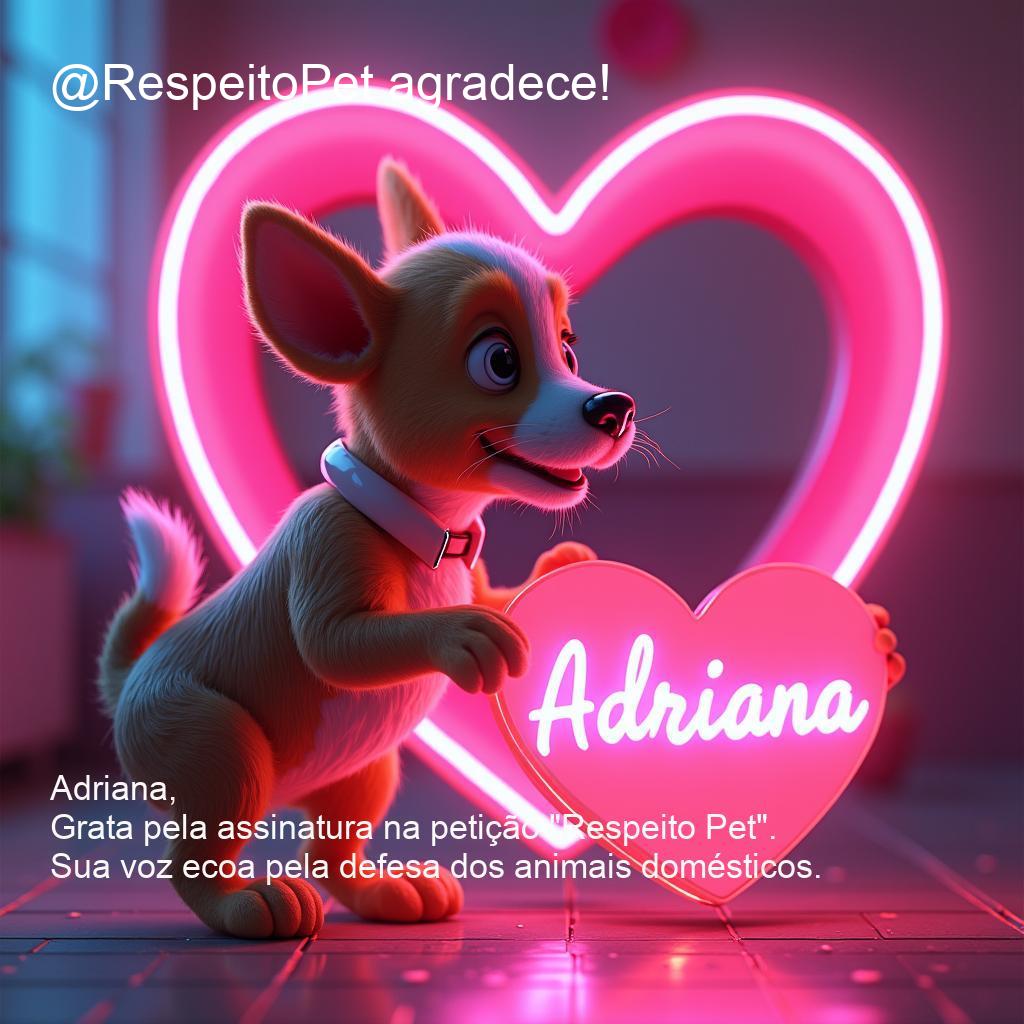 @RespeitoPet agradece!
Adriana
Adriana,
Grata pela assinatura na petição "Respeito Pet".
Sua voz ecoa pela defesa dos animais domésticos.